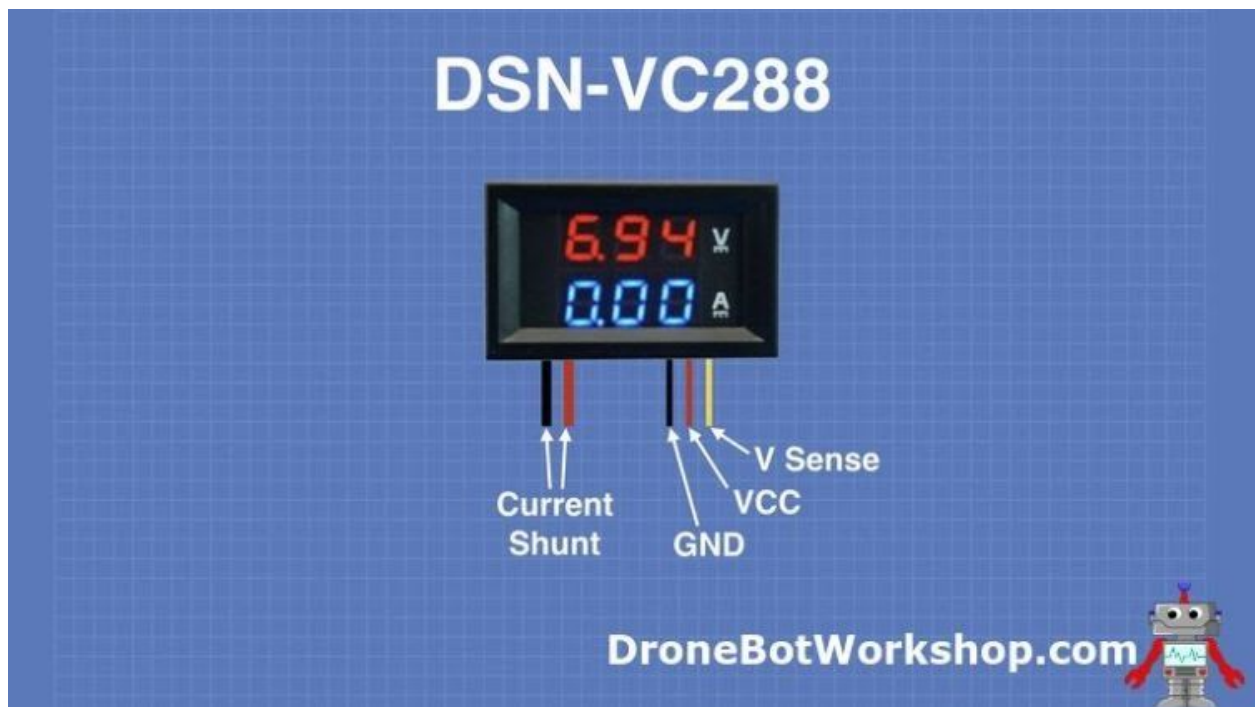 DSN-VC288
6.94 V
0.00 A
V Sense
VCC
GND
Current
Shunt
DroneBotWorkshop.com